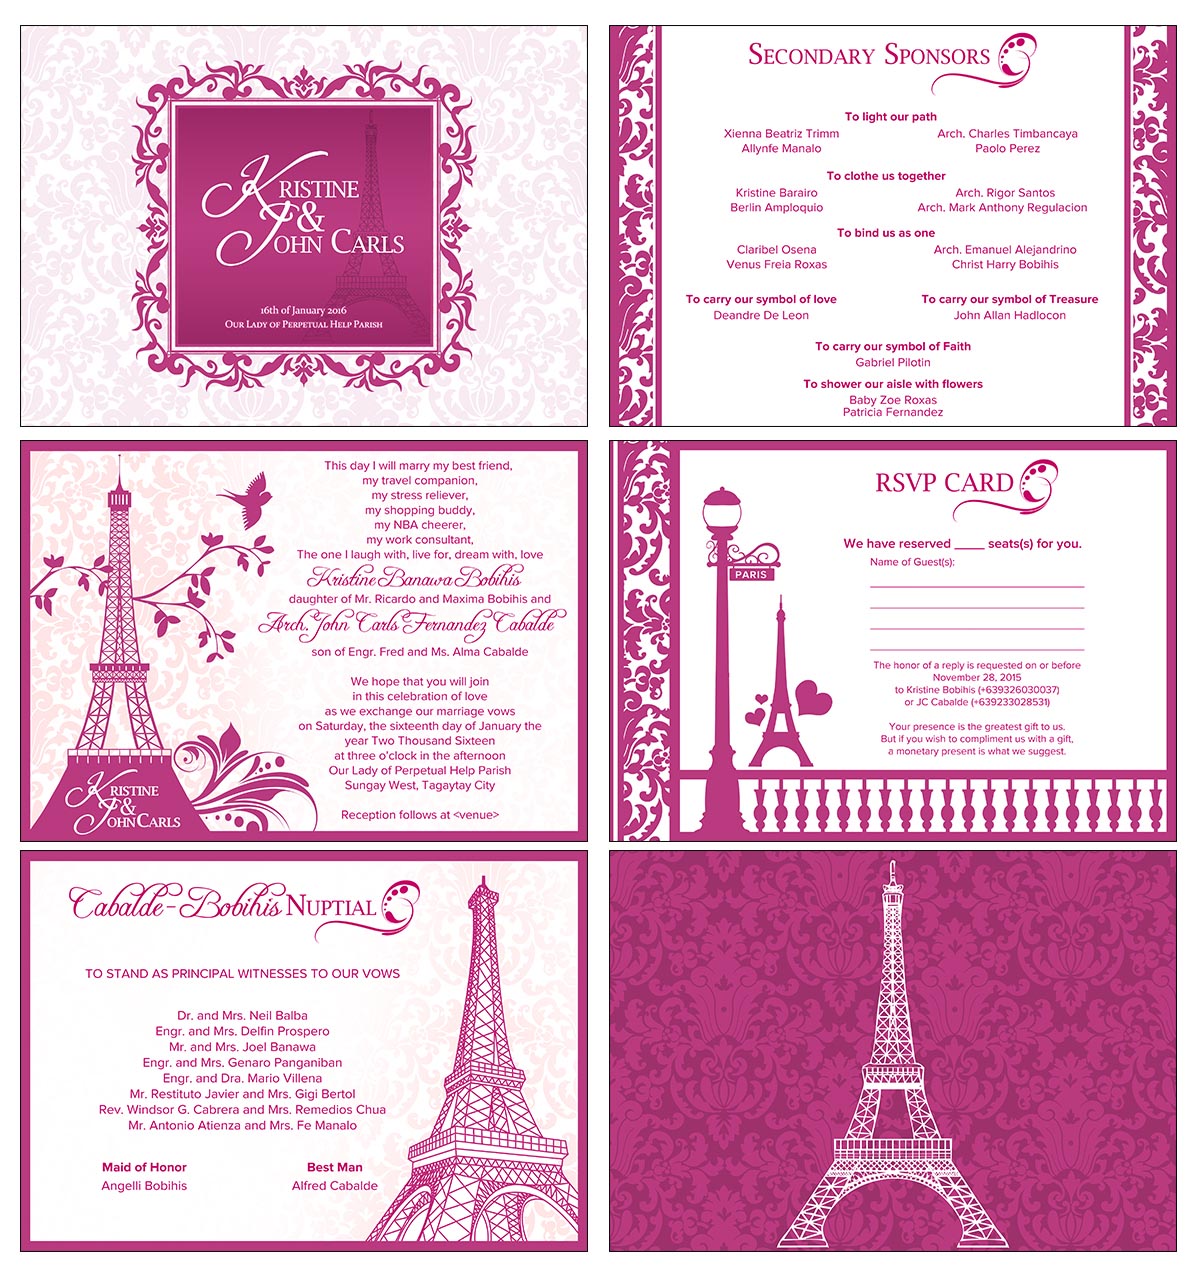 KRISTINE
&
JOHN CARLS
16th of January 2016
OUR LADY OF PERPETUAL HELP PARISH
SECONDARY SPONSORS
To light our path
Xienna Beatriz Trimm Arch. Charles Timbancaya
Allynfe Manalo Paolo Perez
To clothe us together
Kristine Barairo Arch. Rigor Santos
Berlin Amploquio Arch. Mark Anthony Regulacion
To bind us as one
Claribel Osena Arch. Emanuel Alejandrino
Venus Freia Roxas Christ Harry Bobihis
To carry our symbol of love To carry our symbol of Treasure
Deandre De Leon John Allan Hadlocon
To carry our symbol of Faith
Gabriel Pilotin
To shower our aisle with flowers
Baby Zoe Roxas
Patricia Fernandez
This day I will marry my best friend,
my travel companion,
my stress reliever,
my shopping buddy,
my NBA cheerer,
my work consultant,
The one I laugh with, live for, dream with, love
Kristine Banawa Bobihis
daughter of Mr. Ricardo and Maxima Bobihis and
Arch. John Carls Fernandez Cabalde
son of Engr. Fred and Ms. Alma Cabalde
We hope that you will join
in this celebration of love
as we exchange our marriage vows
on Saturday, the sixteenth day of January the
year Two Thousand Sixteen
at three o'clock in the afternoon
Our Lady of Perpetual Help Parish
Sungay West, Tagaytay City
Reception follows at <venue>
KRISTINE
&
JOHN CARLS
RSVP CARD
We have reserved ____ seats(s) for you.
Name of Guest(s):
PARIS
The honor of a reply is requested on or before
November 28, 2015
to Kristine Bobihis (+639326030037)
or JC Cabalde (+639233028531)
Your presence is the greatest gift to us.
But if you wish to compliment us with a gift,
a monetary present is what we suggest.
Cabalde-Bobihis NUPTIAL
TO STAND AS PRINCIPAL WITNESSES TO OUR VOWS
Dr. and Mrs. Neil Balba
Engr. and Mrs. Delfin Prospero
Mr. and Mrs. Joel Banawa
Engr. and Mrs. Genaro Panganiban
Engr. and Dra. Mario Villena
Mr. Restituto Javier and Mrs. Gigi Bertol
Rev. Windsor G. Cabrera and Mrs. Remedios Chua
Mr. Antonio Atienza and Mrs. Fe Manalo
Maid of Honor Best Man
Angelli Bobihis Alfred Cabalde